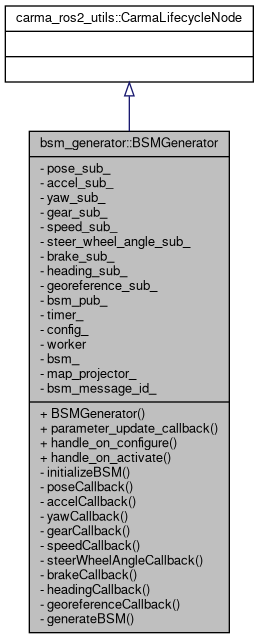 carma_ros2_utils::CarmaLifecycleNode
bsm_generator::BSMGenerator
- pose_sub_
- accel_sub_
- yaw_sub_
- gear_sub_
- speed_sub_
- steer_wheel_angle_sub_
- brake_sub_
- heading_sub_
- georeference_sub_
- bsm_pub_
- timer_
- config_
- worker
- bsm_
- map_projector_
- bsm_message_id_
+ BSMGenerator()
+ parameter_update_callback()
+ handle_on_configure()
+ handle_on_activate()
- initializeBSM()
- poseCallback()
- accelCallback()
- yawCallback()
- gearCallback()
- speedCallback()
- steerWheelAngleCallback()
- brakeCallback()
- headingCallback()
- georeferenceCallback()
- generateBSM()